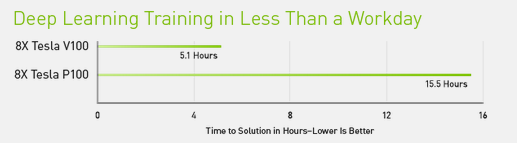 Deep Learning Training in Less Than a Workday
8X Tesla V100
5.1 Hours
8X Tesla P100
15.5 Hours
0 4 8 12 16
Time to Solution in Hours–Lower Is Better